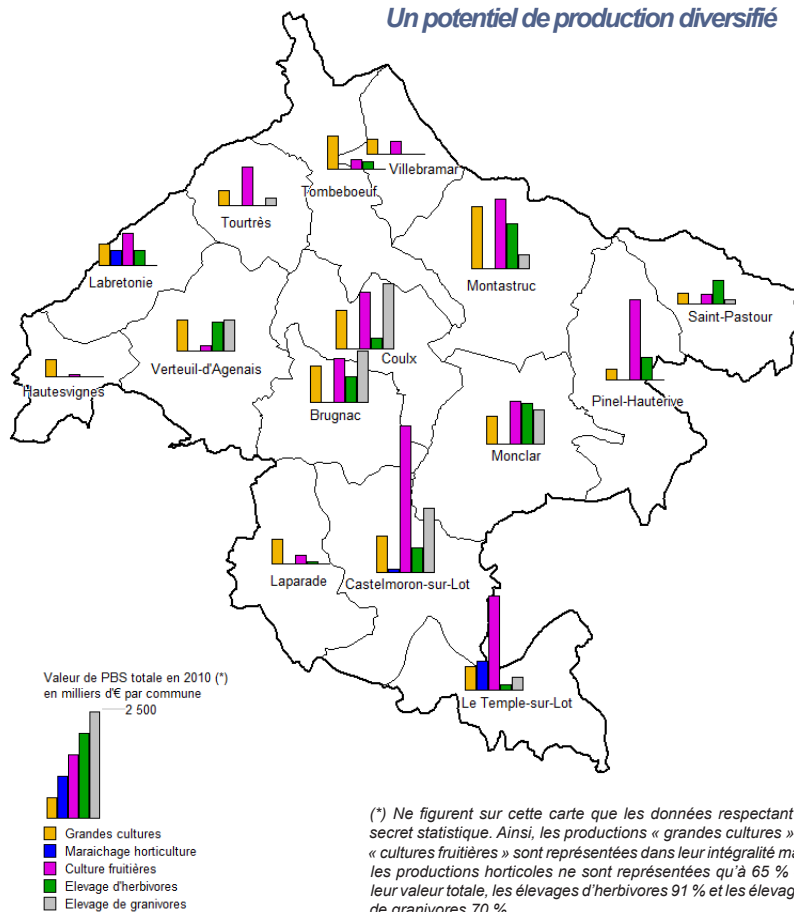 Un potentiel de production diversifié
Villebramar
Tombeboeuf
Tourtrès
Labretonie
Montastruc
Saint-Pastour
Coulx
Verteuil-d'Agenais
Hautesvignes
Pinel-Hauterive
Brugnac
Monclar
Laparade
Castelmoron-sur-Lot
Le Temple-sur-Lot
Valeur de PBS totale en 2010 (*)
en milliers d'€ par commune
2 500
Grandes cultures
Maraichage horticulture
Culture fruitières
Elevage d'herbivores
Elevage de granivores
(*) Ne figurent sur cette carte que les données respectant
secret statistique. Ainsi, les productions « grandes cultures »
« cultures fruitières » sont représentées dans leur intégralité ma
les productions horticoles ne sont représentées qu'à 65 %
leur valeur totale, les élevages d'herbivores 91 % et les élevag
de granivores 70 %